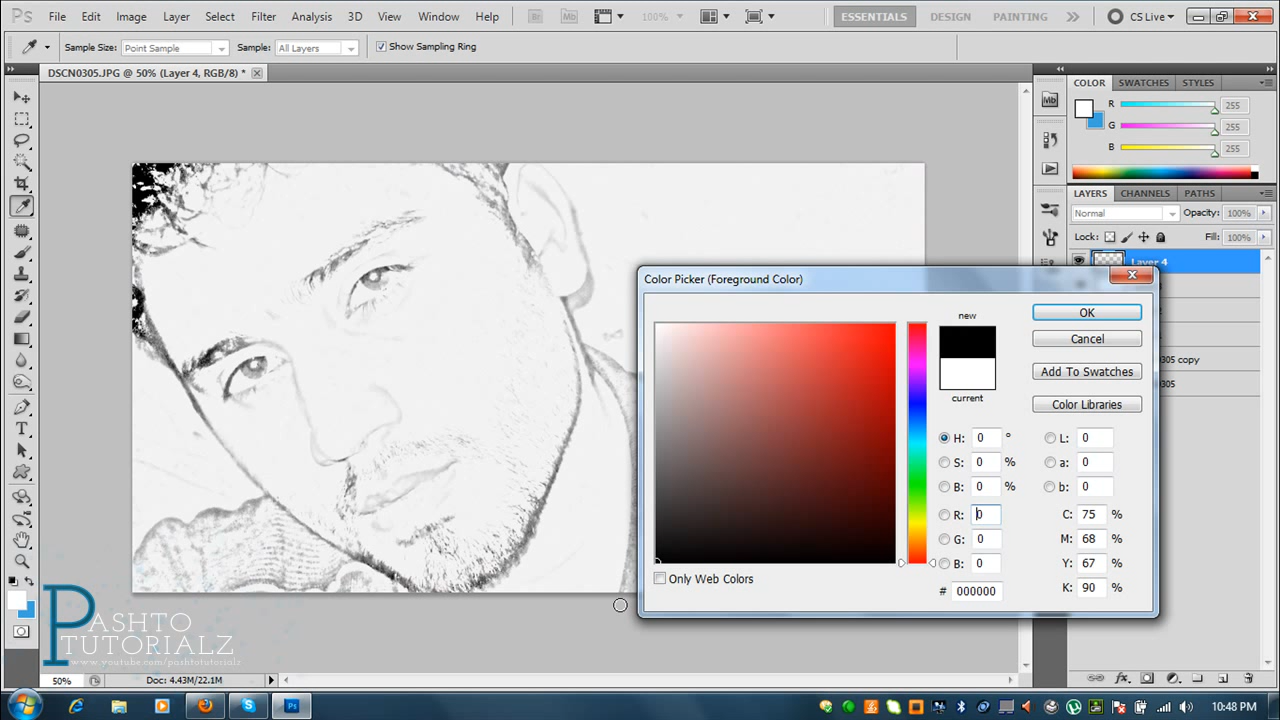 Ps File Edit Image Layer Select Filter Analysis 3D View Window Help Br Mb 100% ESSENTIALS DESIGN PAINTING CS Live
Sample Size: Point Sample Sample: All Layers Show Sampling Ring
DSCN0305.JPG @ 50% (Layer 4, RGB/8) *
COLOR SWATCHES STYLES
Mb
R 255
G 255
B 255
LAYERS CHANNELS PATHS
Normal Opacity: 100%
Lock: Fill: 100%
Layer 4
305 copy
305
Color Picker (Foreground Color)
new
current
OK
Cancel
Add To Swatches
Color Libraries
H: 0 ° L: 0
S: 0 % a: 0
B: 0 % b: 0
R: 0 C: 75 %
G: 0 M: 68 %
B: 0 Y: 67 %
# 000000 K: 90 %
Only Web Colors
PASHTO
TUTORIALZ
www.youtube.com/pashtotutorialz
50% Doc: 4.43M/22.1M fx
Ps 10:48 PM